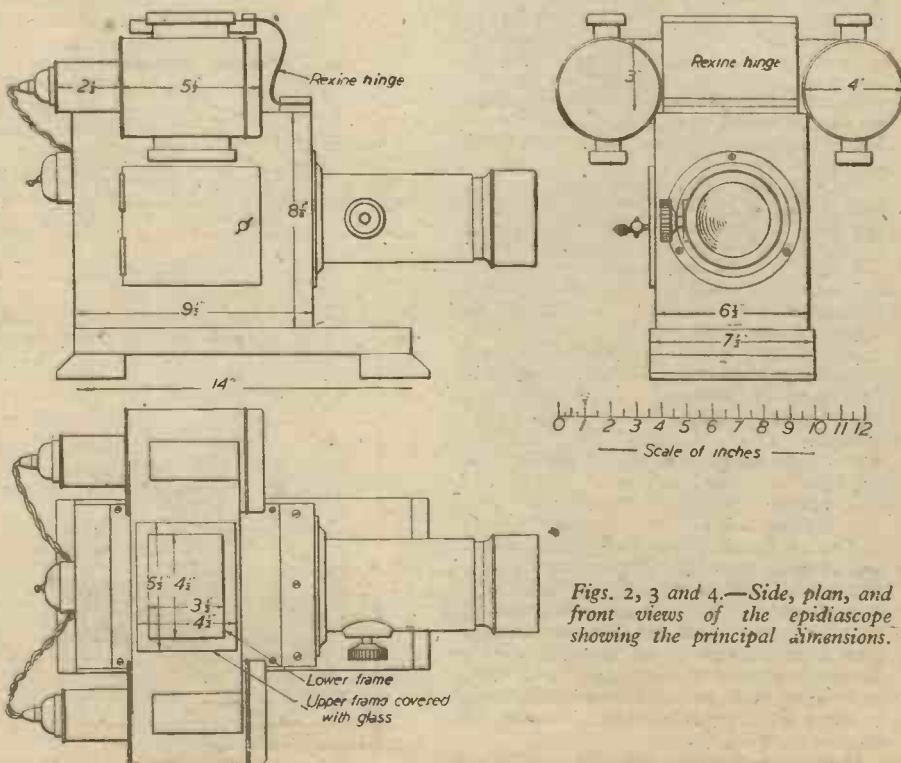 Rexine hinge
2½"
5½"
8½"
9½"
14"
Rexine hinge
3"
4"
6½"
7½"
0 1 2 3 4 5 6 7 8 9 10 11 12
Scale of inches
5½" 4½"
3½"
4½"
Lower frame
Upper frame covered
with glass
Figs. 2, 3 and 4.—Side, plan, and
front views of the epidiascope
showing the principal dimensions.